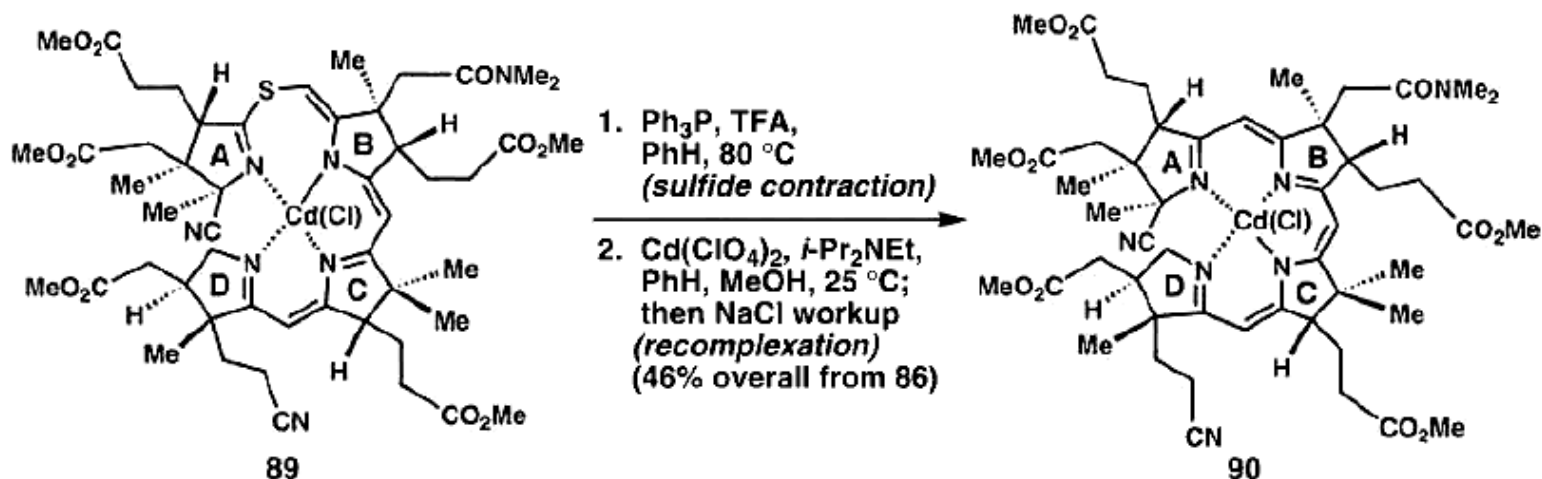 MeO₂C
H
S
Me
CONMe₂
B
H
MeO₂C
A
N
N
CO₂Me
Me
Me
NC
Cd(Cl)
MeO₂C
D
N
N
C
Me
H
Me
Me
H
CN
CO₂Me
89
1. Ph₃P, TFA,
PhH, 80 °C
(sulfide contraction)
2. Cd(ClO₄)₂, i-Pr₂NEt,
PhH, MeOH, 25 °C;
then NaCl workup
(recomplexation)
(46% overall from 86)
MeO₂C
H
Me
CONMe₂
H
MeO₂C
A
B
N
N
Me
Me
CO₂Me
NC
Cd(Cl)
MeO₂C
D
N
N
C
Me
H
Me
Me
H
CN
CO₂Me
90